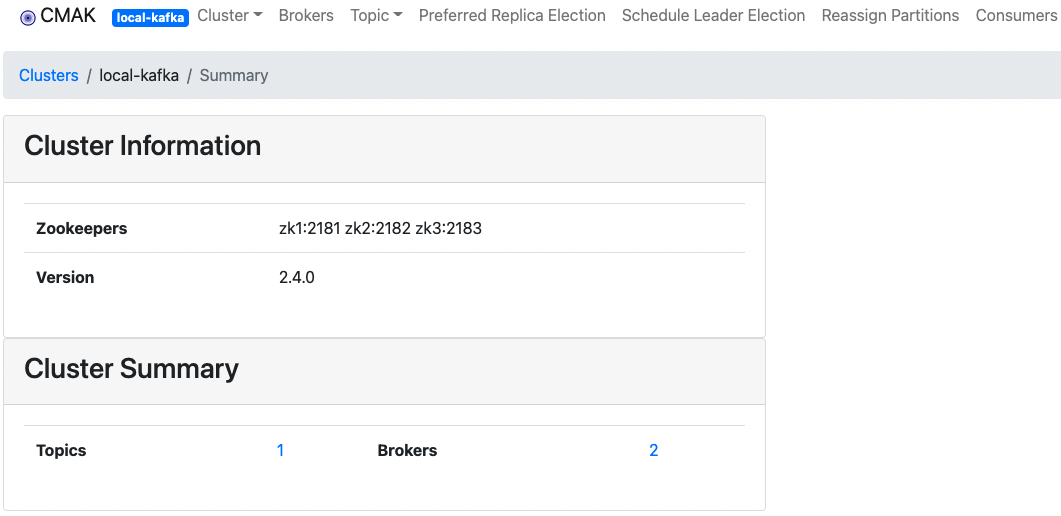 CMAK local-kafka Cluster Brokers Topic Preferred Replica Election Schedule Leader Election Reassign Partitions Consumers
Clusters / local-kafka / Summary
Cluster Information
Zookeepers zk1:2181 zk2:2182 zk3:2183
Version 2.4.0
Cluster Summary
Topics 1 Brokers 2